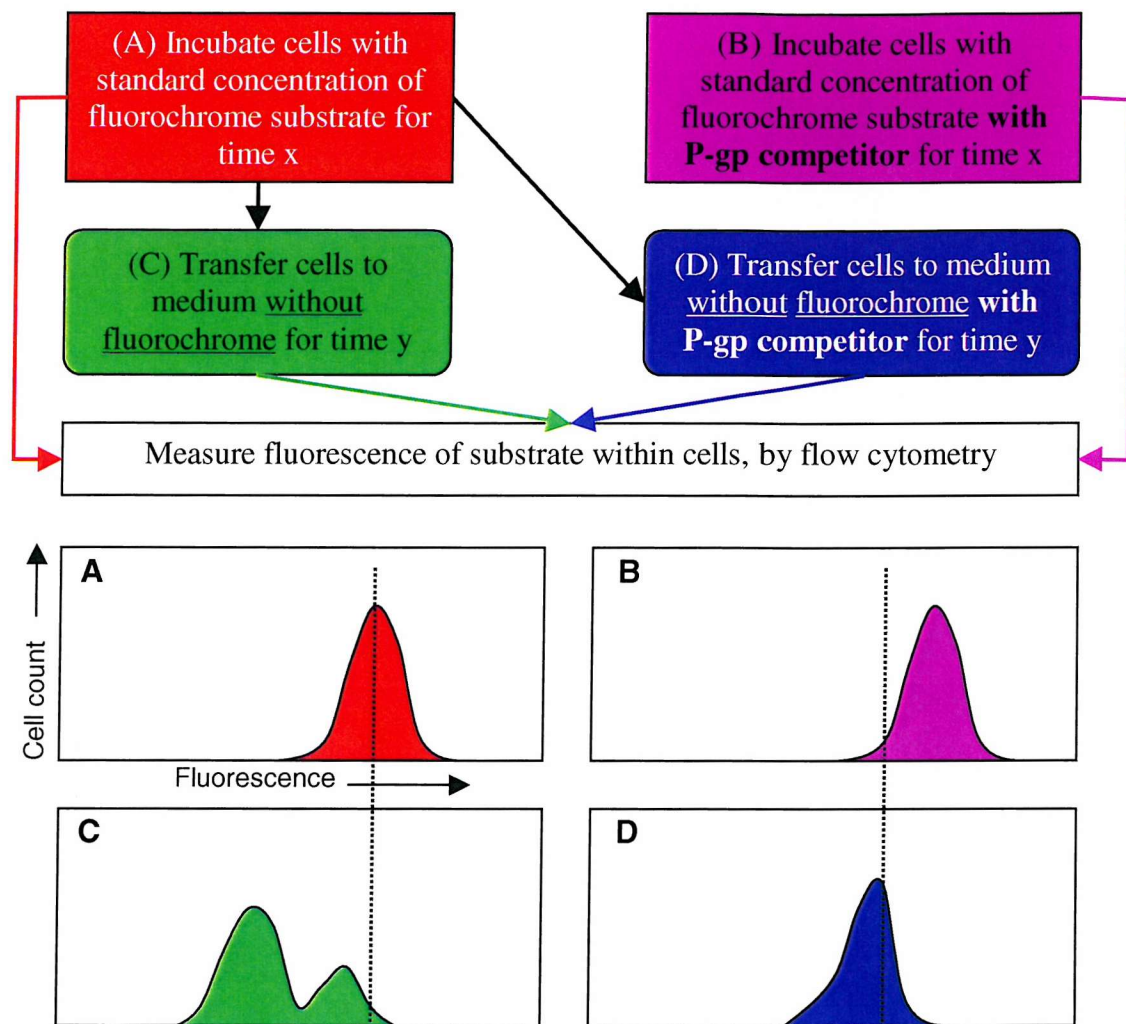 (A) Incubate cells with
standard concentration of
fluorochrome substrate for
time x
(B) Incubate cells with
standard concentration of
fluorochrome substrate with
P-gp competitor for time x
(C) Transfer cells to
medium without
fluorochrome for time y
(D) Transfer cells to medium
without fluorochrome with
P-gp competitor for time y
Measure fluorescence of substrate within cells, by flow cytometry
A
B
Cell count
Fluorescence
C
D